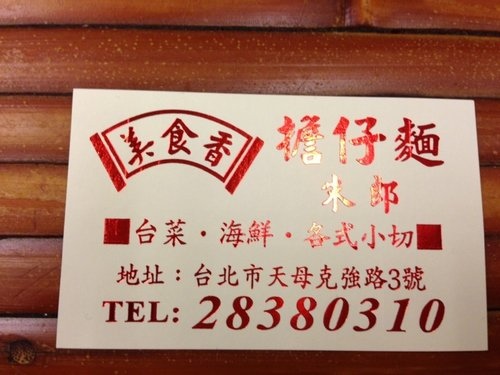 美食香
擔仔麵
朱郎
台菜・海鮮・各式小切
地址：台北市天母克強路3號
TEL: 28380310